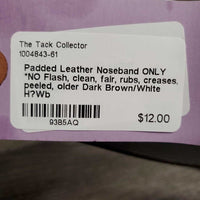 The Tack Collector
1004843-61
Padded Leather Noseband ONLY
*NO Flash, clean, fair, rubs, creases,
peeled, older Dark Brown/White
H?Wb
$12.00
93B5AQ